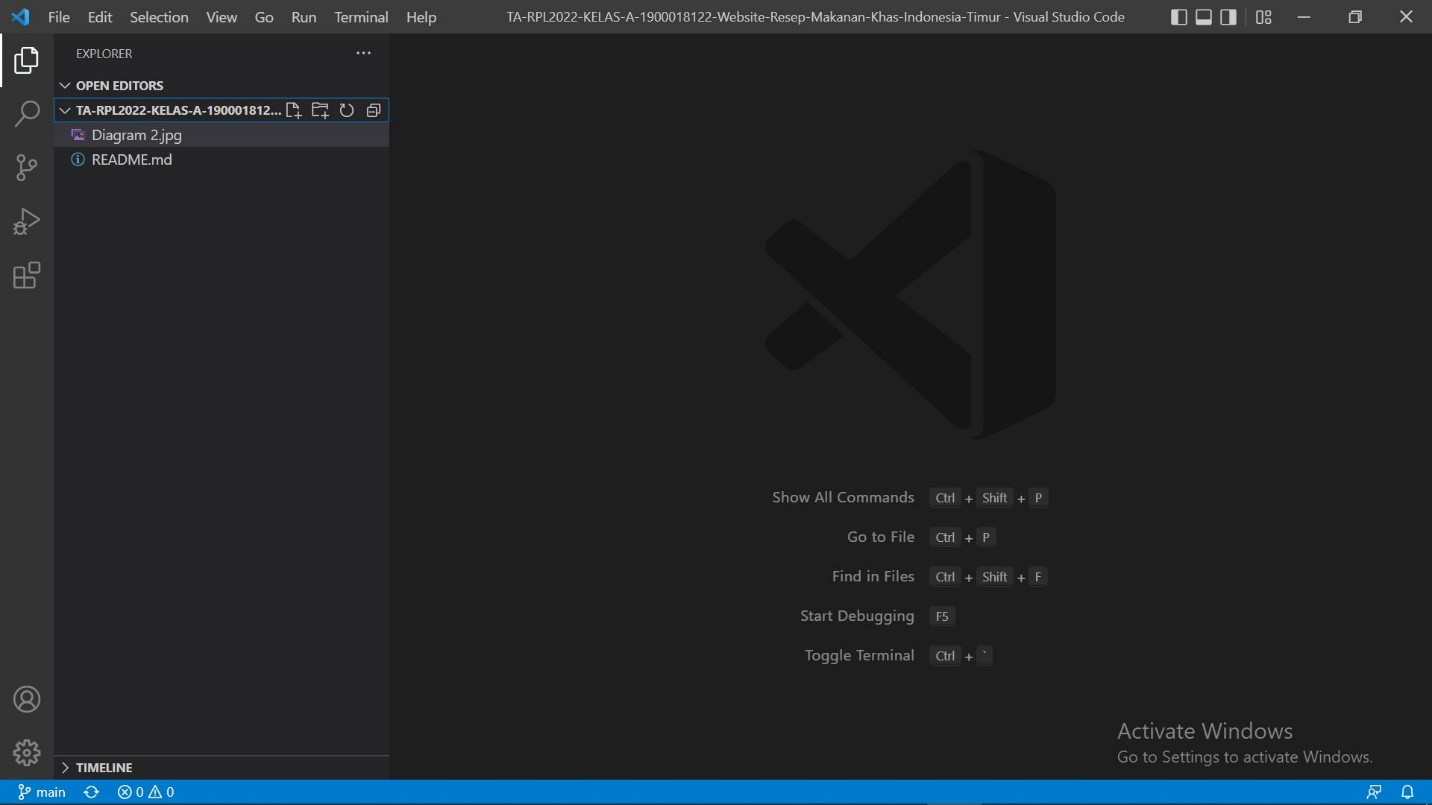 File Edit Selection View Go Run Terminal Help TA-RPL2022-KELAS-A-1900018122-Website-Resep-Makanan-Khas-Indonesia-Timur - Visual Studio Code
EXPLORER
OPEN EDITORS
TA-RPL2022-KELAS-A-190001812...
Diagram 2.jpg
README.md
Show All Commands Ctrl + Shift + P
Go to File Ctrl + P
Find in Files Ctrl + Shift + F
Start Debugging F5
Toggle Terminal Ctrl + `
Activate Windows
Go to Settings to activate Windows.
TIMELINE
main 0 0